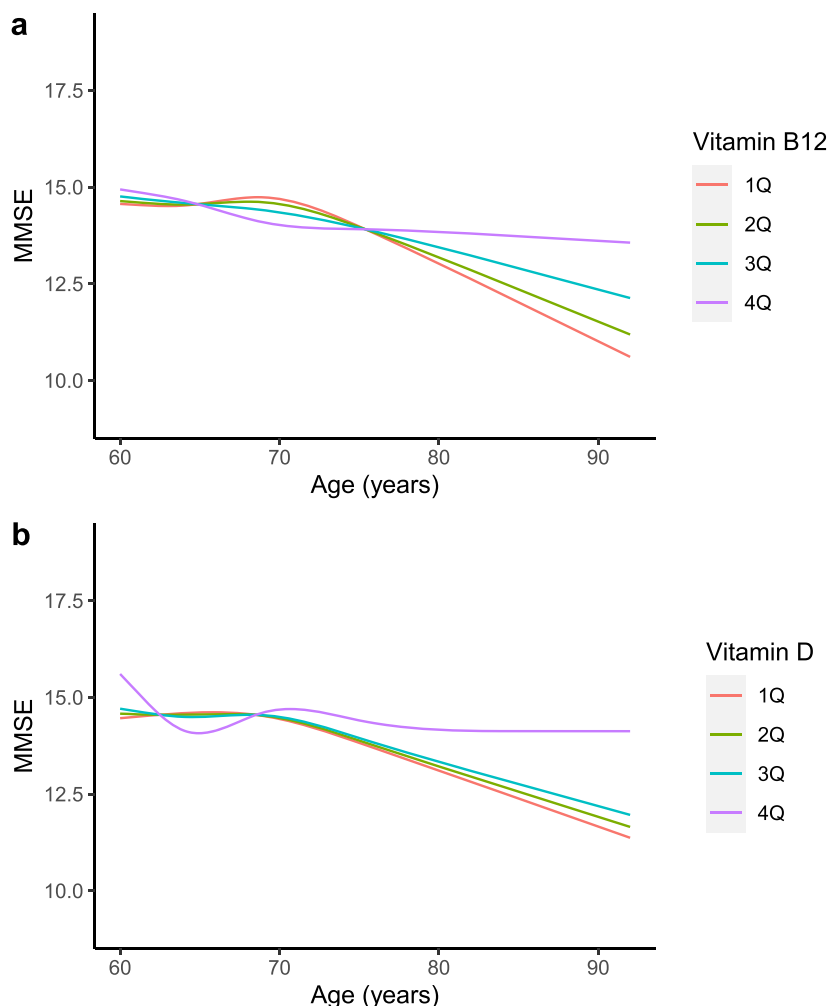 a
17.5
15.0
12.5
10.0
MMSE
60 70 80 90
Age (years)
Vitamin B12
1Q
2Q
3Q
4Q
b
17.5
15.0
12.5
10.0
MMSE
60 70 80 90
Age (years)
Vitamin D
1Q
2Q
3Q
4Q